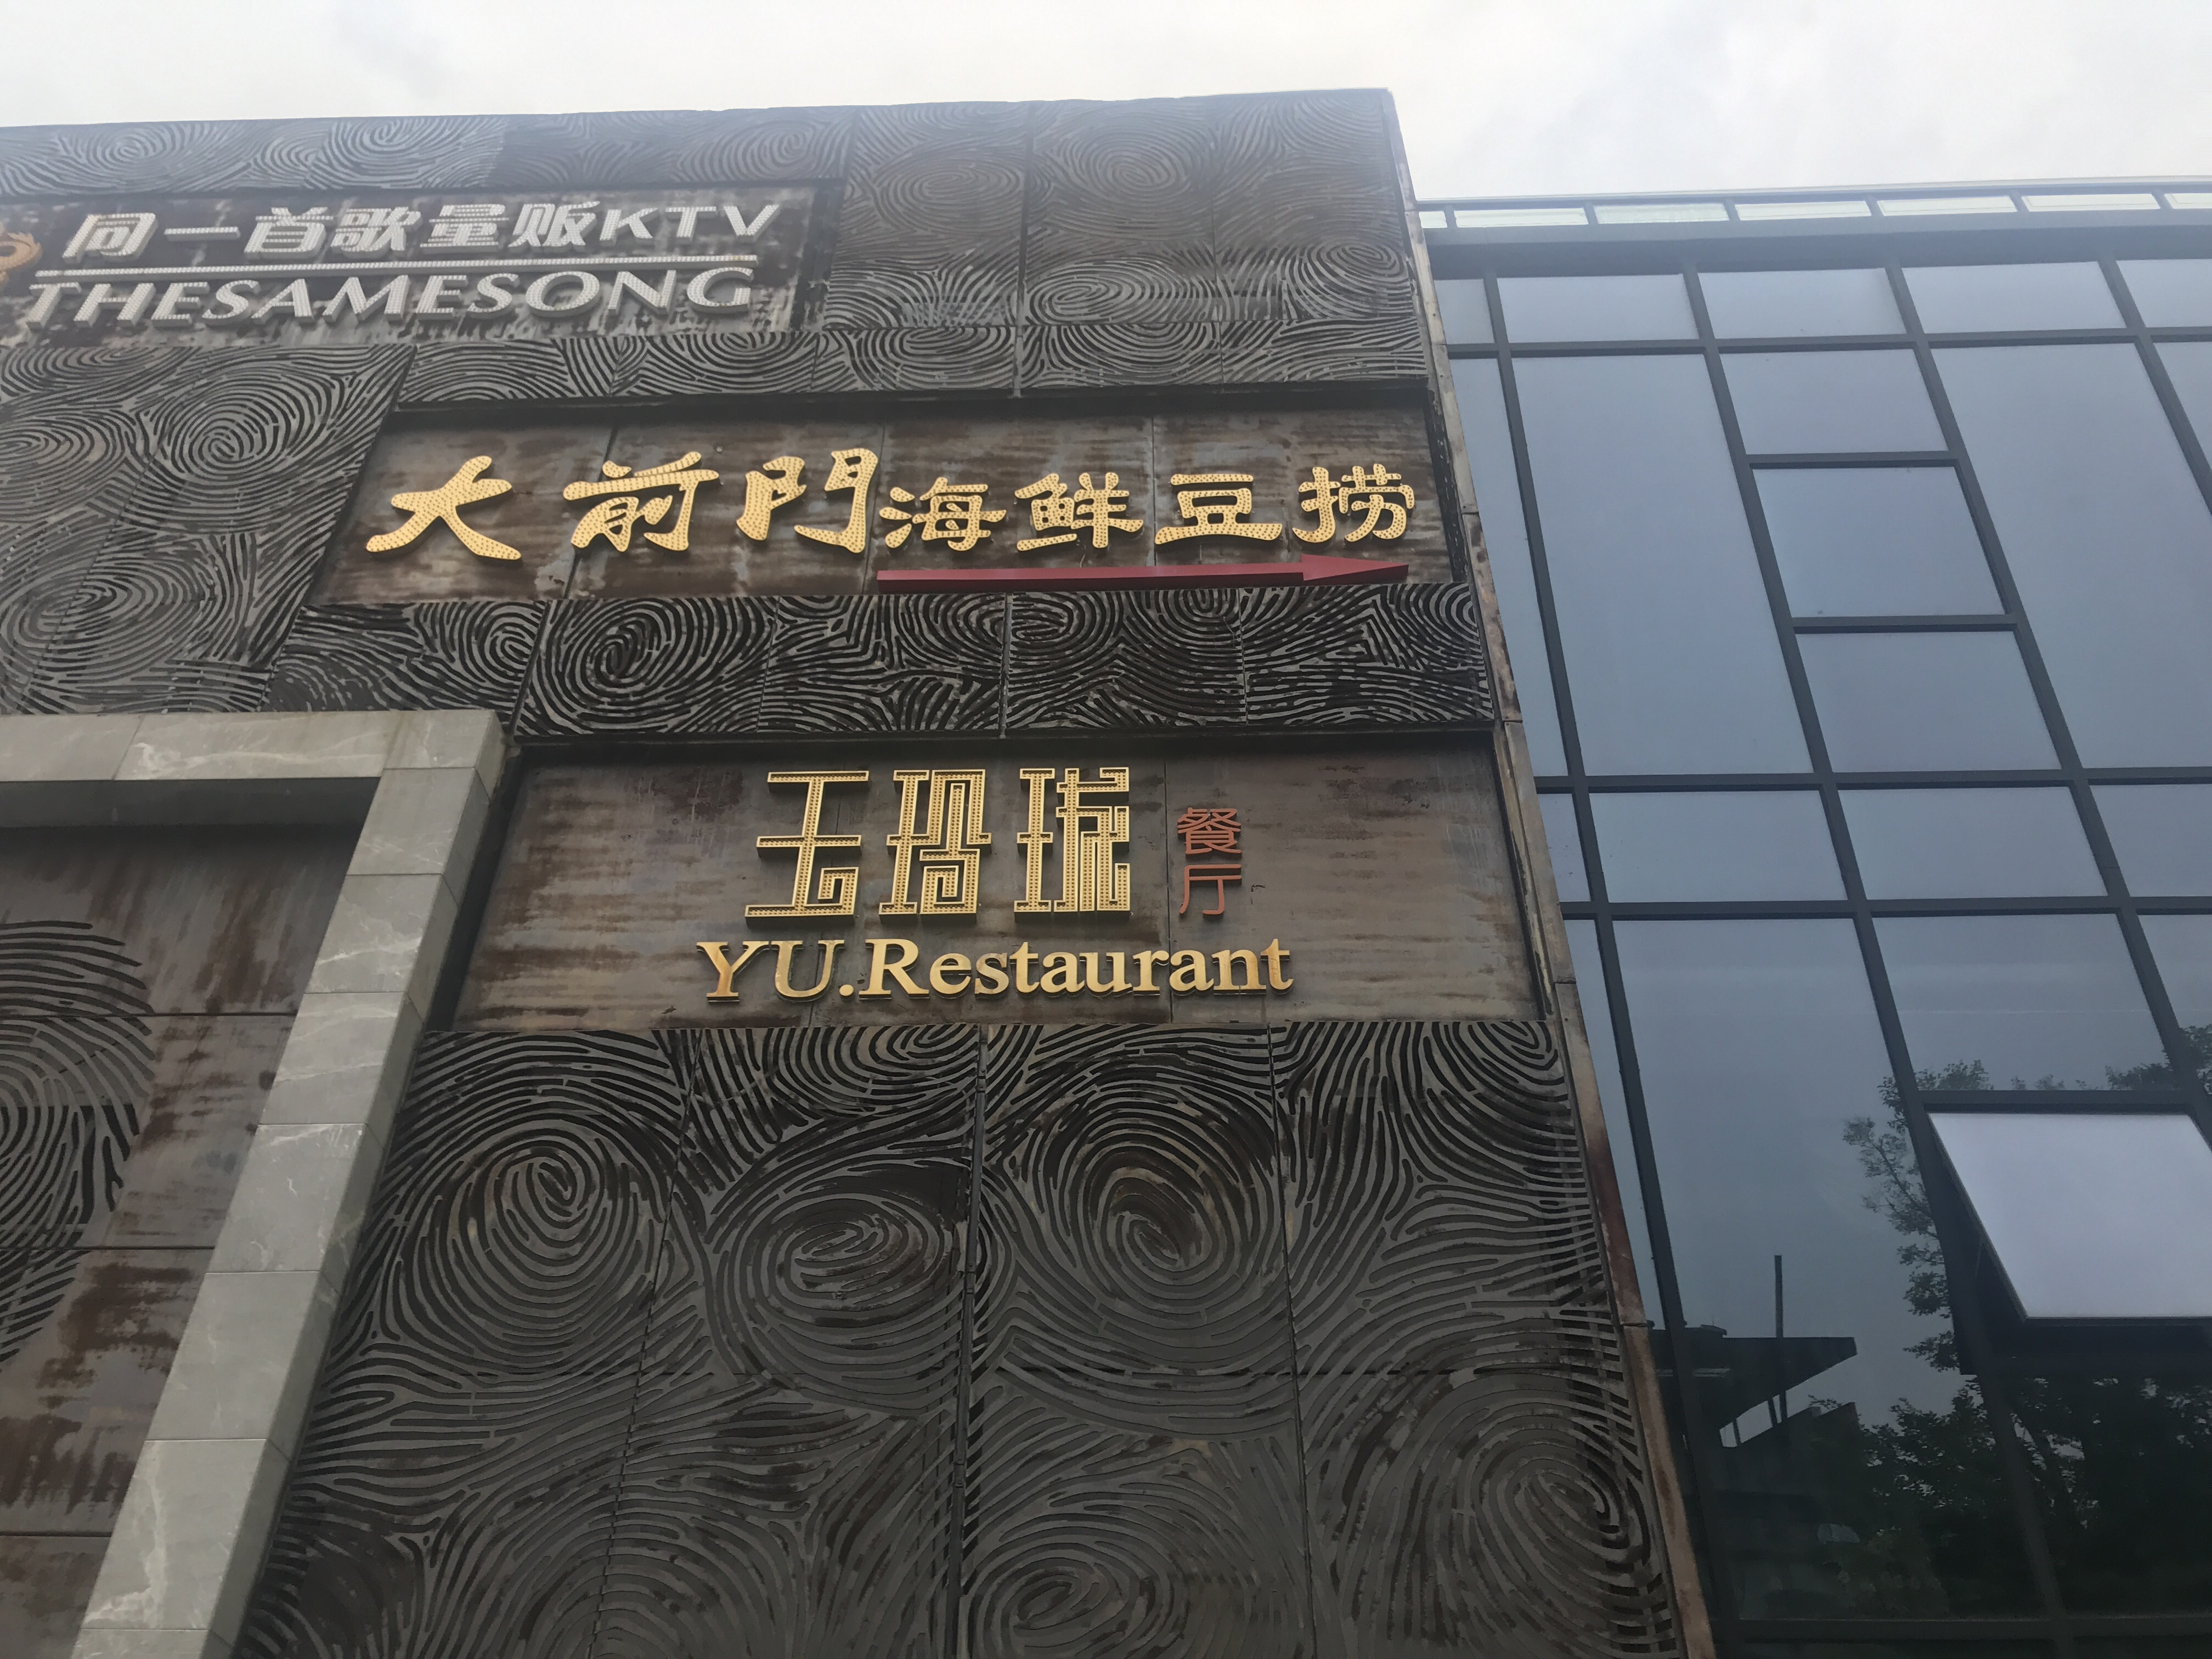 同一首歌量贩KTV
THESAMESONG
大前門海鲜豆捞
玉玲珑餐厅
YU.Restaurant